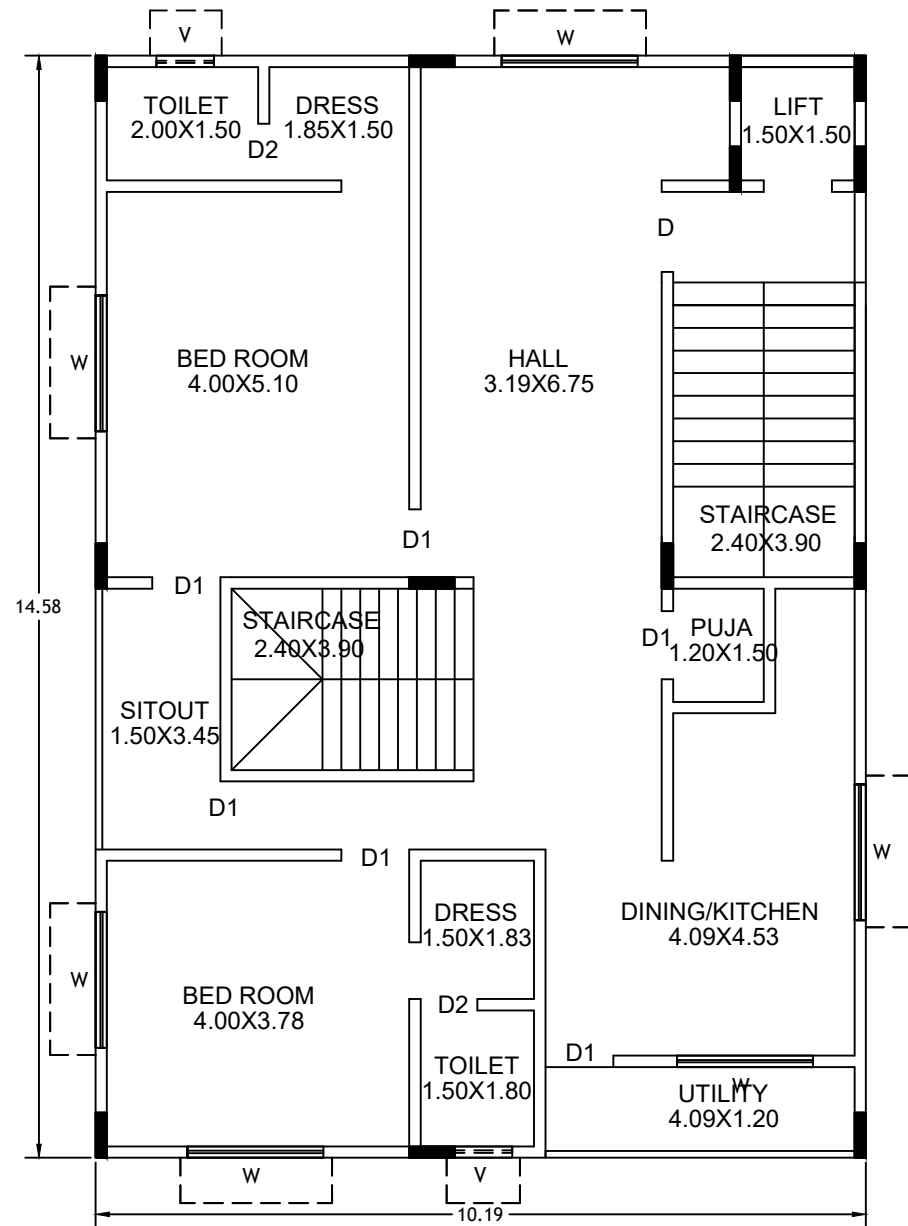 V
W
TOILET
2.00X1.50
DRESS
1.85X1.50
LIFT
1.50X1.50
D2
D
W
BED ROOM
4.00X5.10
HALL
3.19X6.75
STAIRCASE
2.40X3.90
D1
D1
14.58
STAIRCASE
2.40X3.90
D1
PUJA
1.20X1.50
SITOUT
1.50X3.45
D1
D1
W
DRESS
1.50X1.83
DINING/KITCHEN
4.09X4.53
W
BED ROOM
4.00X3.78
D2
D1
TOILET
1.50X1.80
W
UTILITY
4.09X1.20
W
V
10.19